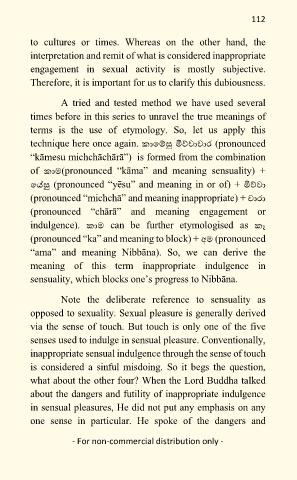 112
to cultures or times. Whereas on the other hand, the
interpretation and remit of what is considered inappropriate
engagement in sexual activity is mostly subjective.
Therefore, it is important for us to clarify this dubiousness.
A tried and tested method we have used several
times before in this series to unravel the true meanings of
terms is the use of etymology. So, let us apply this
technique here once again. කාමේසු මිච්චාචාර (pronounced
“kāmesu michchāchārā”) is formed from the combination
of කාම(pronounced “kāma” and meaning sensuality) +
යේසු (pronounced “yēsu” and meaning in or of) + මිච්චා
(pronounced “michchā” and meaning inappropriate) + චාරා
(pronounced “chārā” and meaning engagement or
indulgence). කාම can be further etymologised as කැ
(pronounced “ka” and meaning to block) + අම (pronounced
“ama” and meaning Nibbāna). So, we can derive the
meaning of this term inappropriate indulgence in
sensuality, which blocks one’s progress to Nibbāna.
Note the deliberate reference to sensuality as
opposed to sexuality. Sexual pleasure is generally derived
via the sense of touch. But touch is only one of the five
senses used to indulge in sensual pleasure. Conventionally,
inappropriate sensual indulgence through the sense of touch
is considered a sinful misdoing. So it begs the question,
what about the other four? When the Lord Buddha talked
about the dangers and futility of inappropriate indulgence
in sensual pleasures, He did not put any emphasis on any
one sense in particular. He spoke of the dangers and
- For non-commercial distribution only -